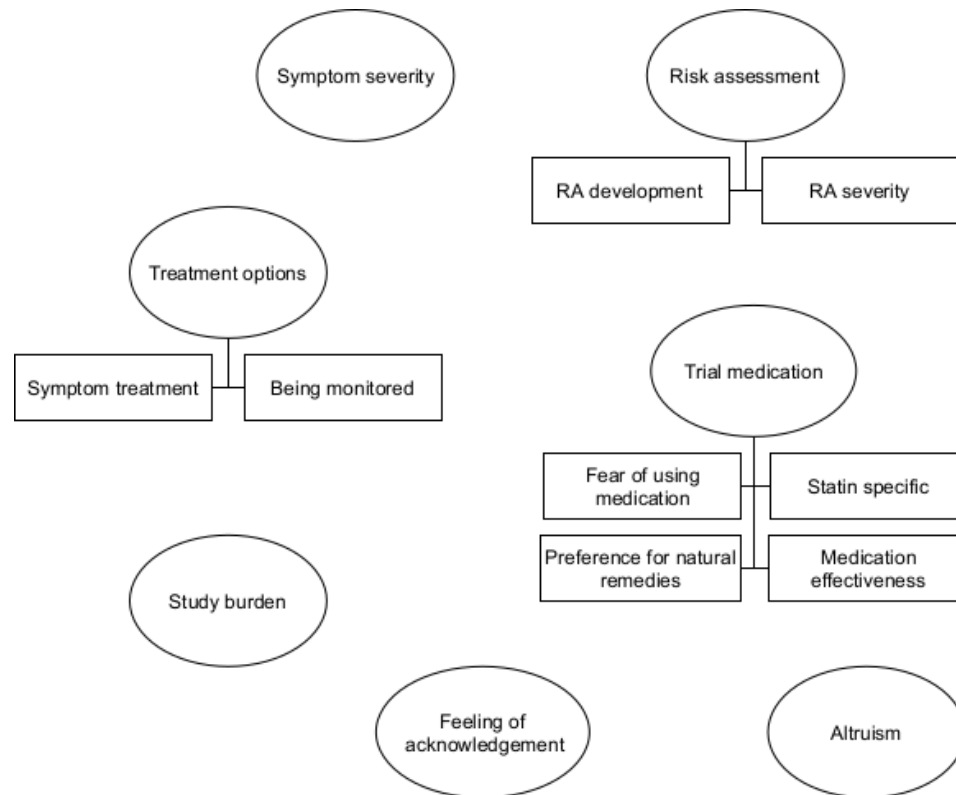 Symptom severity
Risk assessment
RA development
RA severity
Treatment options
Symptom treatment
Being monitored
Trial medication
Fear of using
medication
Statin specific
Preference for natural
remedies
Medication
effectiveness
Study burden
Feeling of
acknowledgement
Altruism